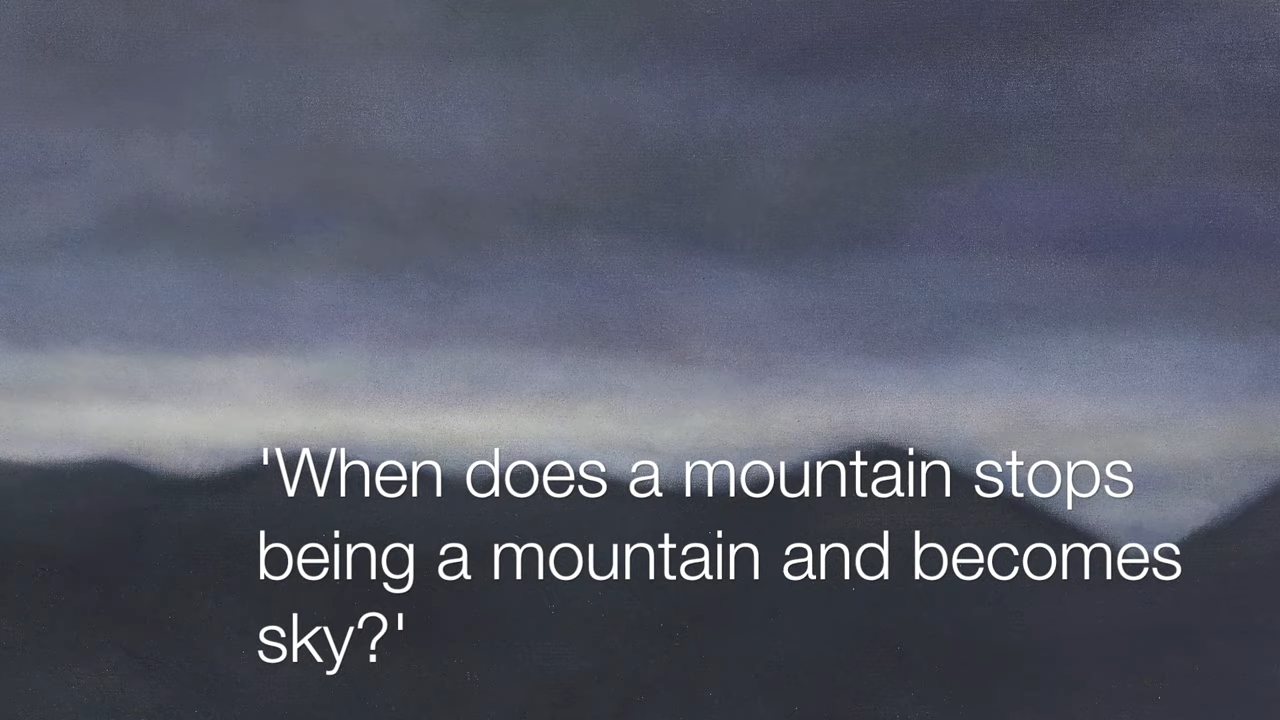 'When does a mountain stops
being a mountain and becomes
sky?'